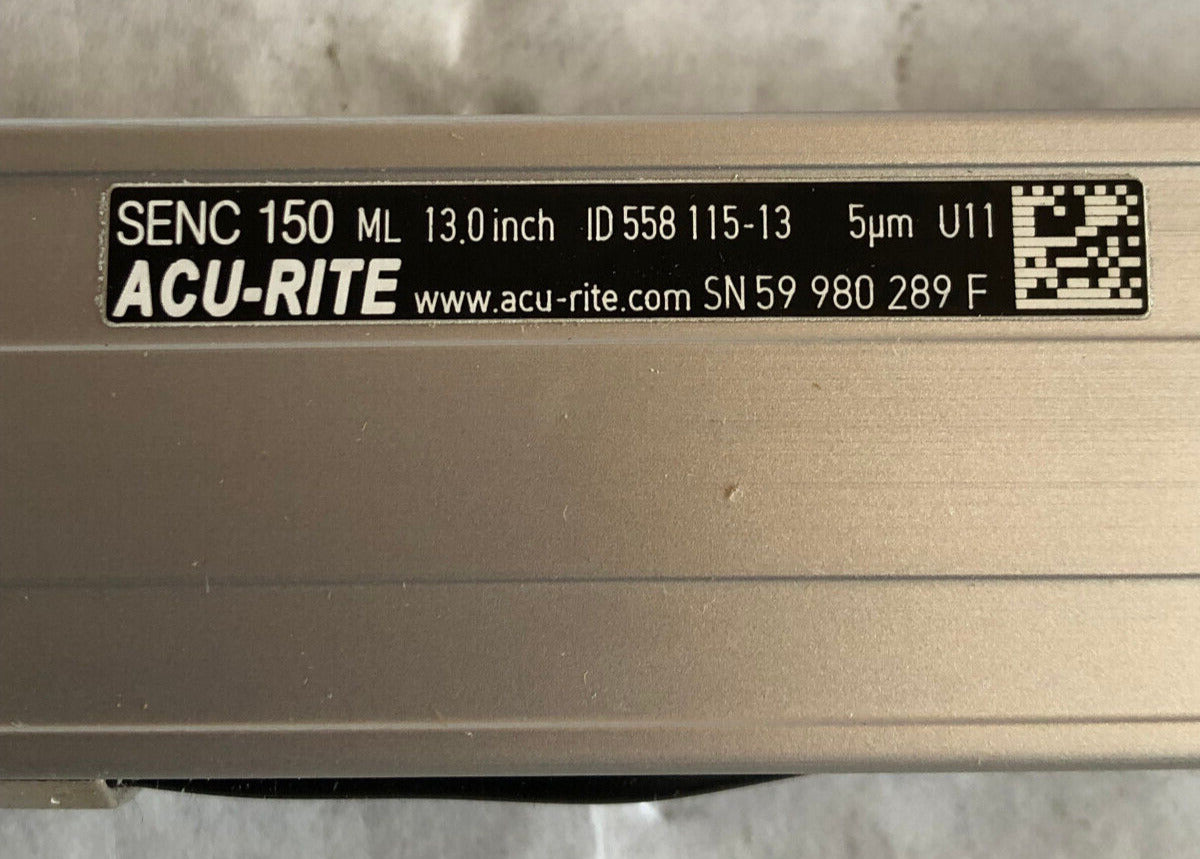 SENC 150 ML 13.0 inch ID 558 115-13 5µm U11
ACU-RITE www.acu-rite.com SN 59 980 289 F